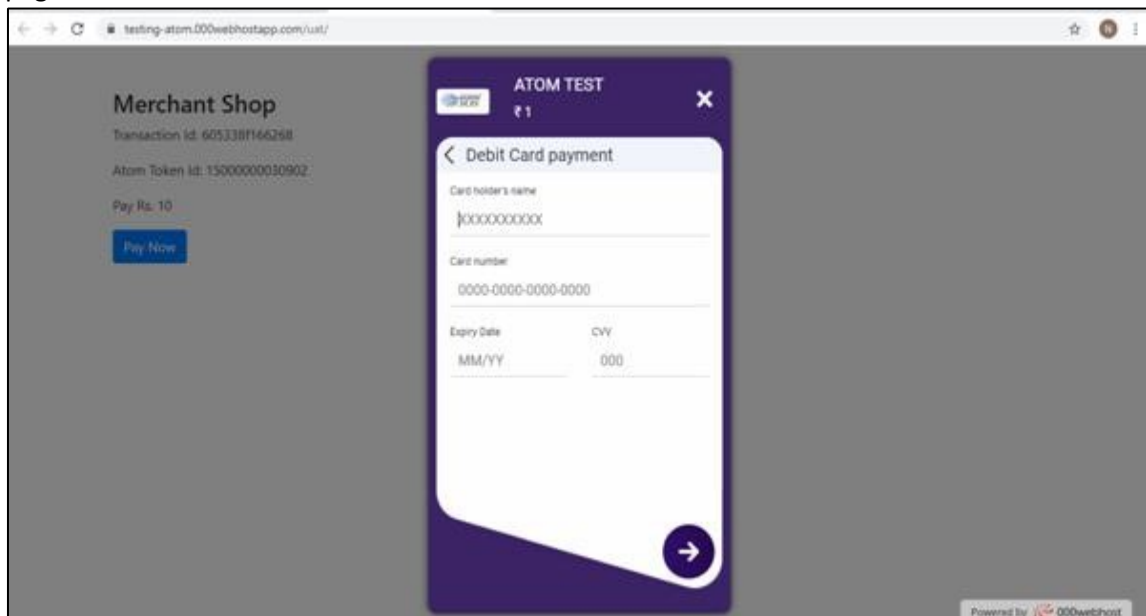 testing-atom.000webhostapp.com/uat/
N
Merchant Shop
Transaction Id: 605338f166268
Atom Token Id: 15000000030902
Pay Rs. 10
Pay Now
ATOM TEST
₹ 1
Debit Card payment
Card holder's name
XXXXXXXXXX
Card number
0000-0000-0000-0000
Expiry Date CVV
MM/YY 000
Powered by 000webhost